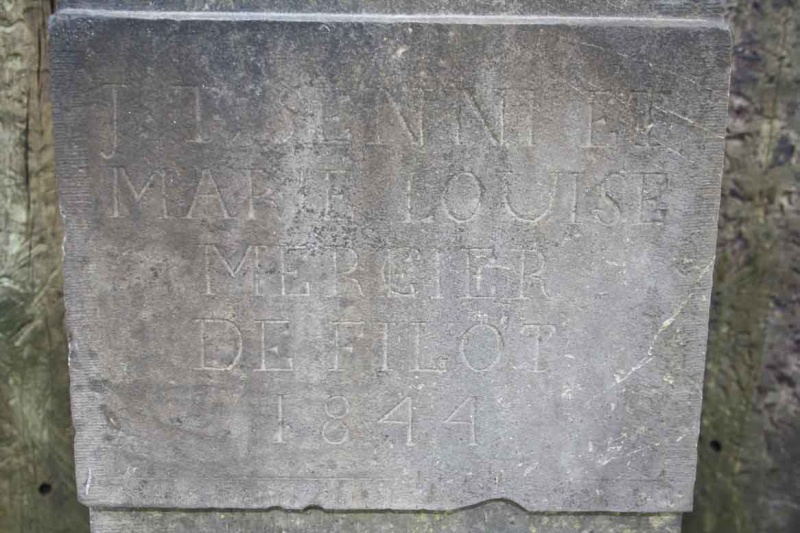 J. T. SENNI ET
MARIE LOUISE
MERCIER
DE FILOT
1844